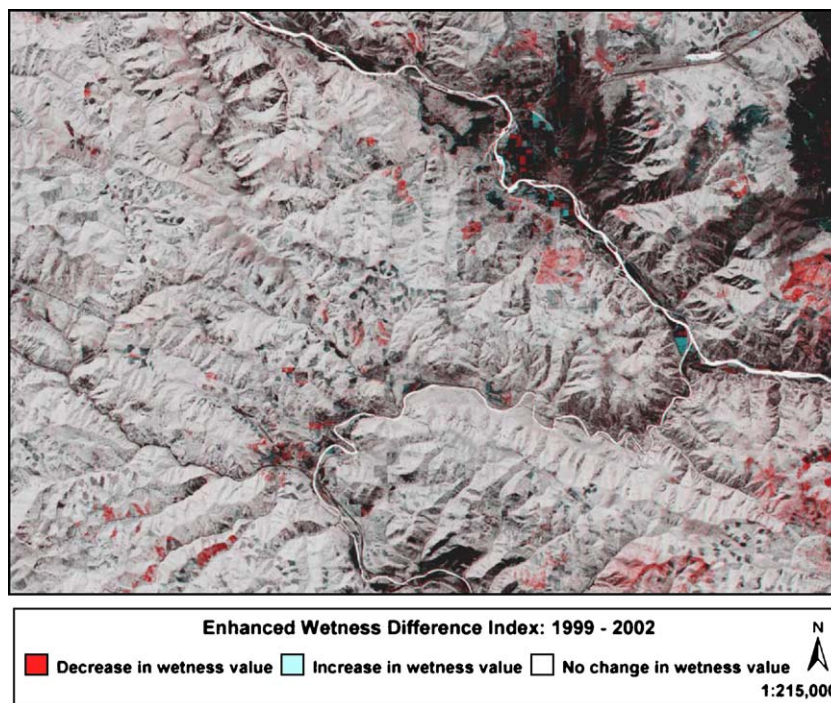 Enhanced Wetness Difference Index: 1999 - 2002
N
Decrease in wetness value Increase in wetness value No change in wetness value
1:215,000